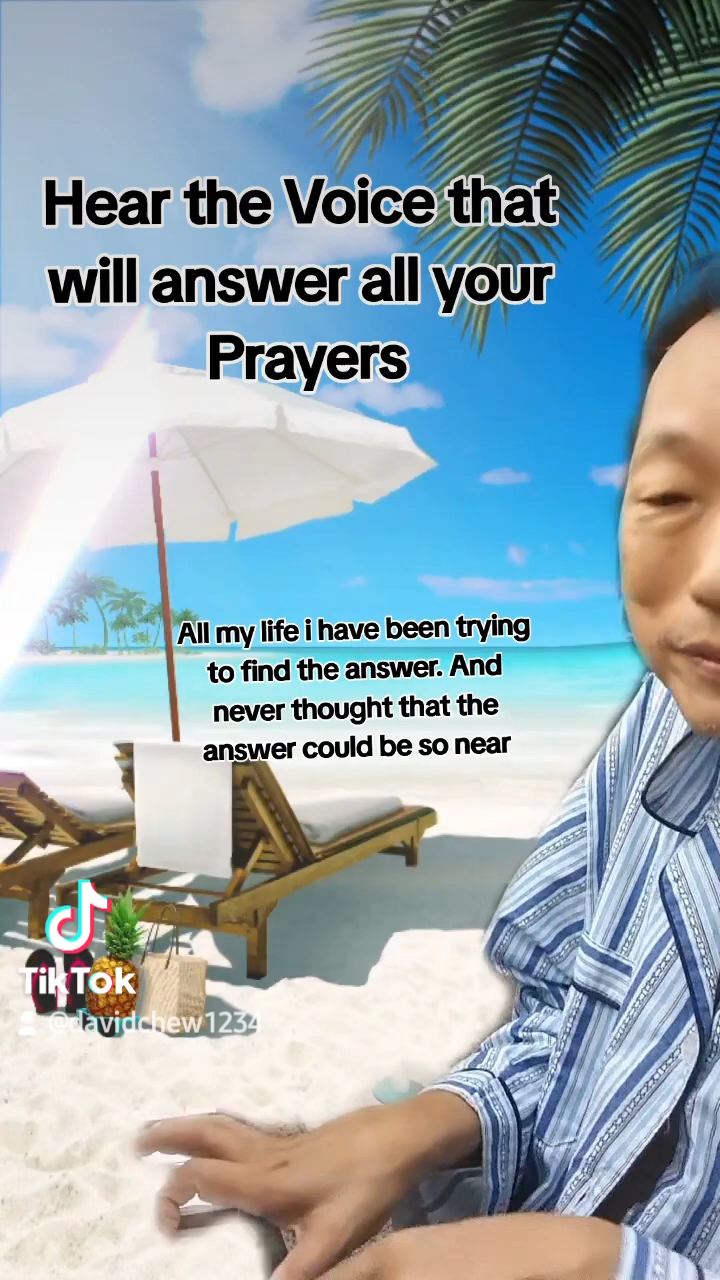 Hear the Voice that
will answer all your
Prayers
All my life i have been trying
to find the answer. And
never thought that the
answer could be so near
TikTok
@davidchew1234